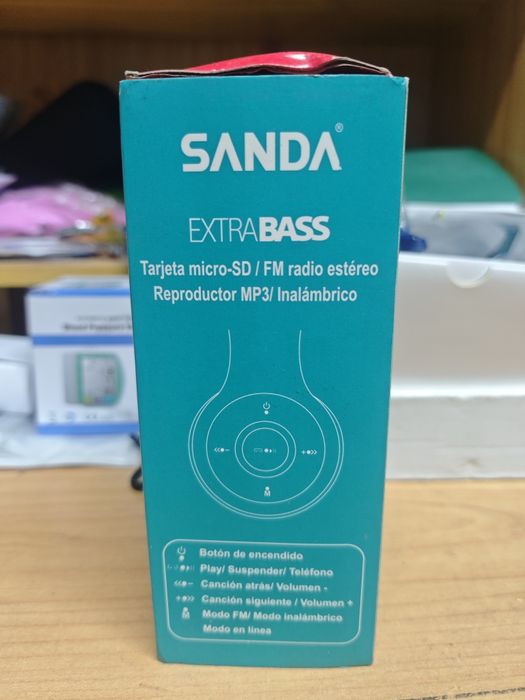 SANDA®
EXTRABASS
Tarjeta micro-SD / FM radio estéreo
Reproductor MP3/ Inalámbrico
M
Botón de encendido
Play/ Suspender/ Teléfono
Canción atrás/ Volumen -
Canción siguiente / Volumen +
M Modo FM/ Modo inalámbrico
Modo en línea